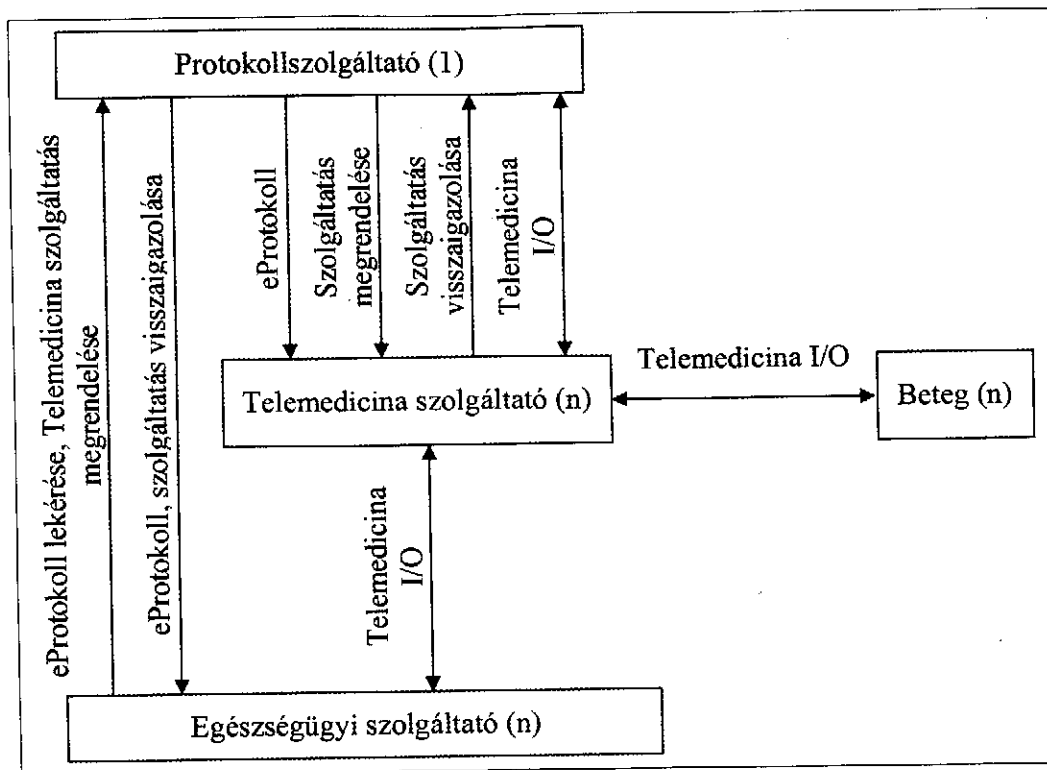 Protokollszolgáltató (1)
eProtokoll lekérése, Telemedicina szolgáltatás
megrendelése
eProtokoll, szolgáltatás visszaigazolása
eProtokoll
Szolgáltatás
megrendelése
Szolgáltatás
visszaigazolása
Telemedicina
I/O
Telemedicina szolgáltató (n)
Telemedicina I/O
Beteg (n)
Telemedicina
I/O
Egészségügyi szolgáltató (n)